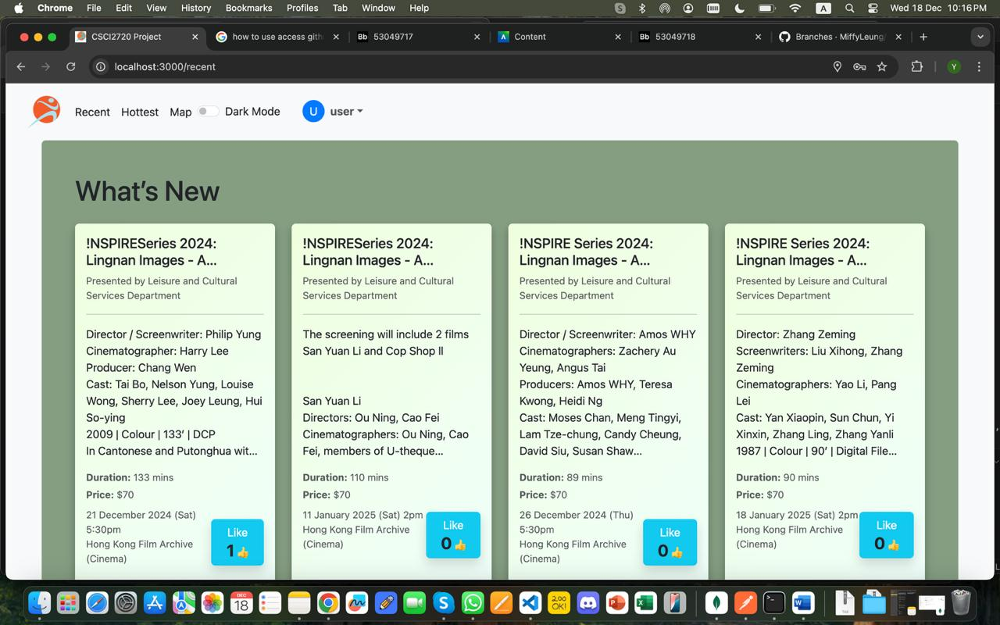 Chrome File Edit View History Bookmarks Profiles Tab Window Help A Wed 18 Dec 10:16 PM
CSCI2720 Project how to use access gith Bb 53049717 Content Bb 53049718 Branches · MiffyLeung/
localhost:3000/recent Y
Recent Hottest Map Dark Mode U user
What's New
!NSPIRESeries 2024:
Lingnan Images - A...
Presented by Leisure and Cultural
Services Department
Director / Screenwriter: Philip Yung
Cinematographer: Harry Lee
Producer: Chang Wen
Cast: Tai Bo, Nelson Yung, Louise
Wong, Sherry Lee, Joey Leung, Hui
So-ying
2009 | Colour | 133' | DCP
In Cantonese and Putonghua wit...
Duration: 133 mins
Price: $70
21 December 2024 (Sat)
5:30pm
Hong Kong Film Archive
(Cinema)
Like
1👍
!NSPIRESeries 2024:
Lingnan Images - A...
Presented by Leisure and Cultural
Services Department
The screening will include 2 films
San Yuan Li and Cop Shop II
San Yuan Li
Directors: Ou Ning, Cao Fei
Cinematographers: Ou Ning, Cao
Fei, members of U-theque...
Duration: 110 mins
Price: $70
11 January 2025 (Sat) 2pm
Hong Kong Film Archive
(Cinema)
Like
0👍
!NSPIRE Series 2024:
Lingnan Images - A...
Presented by Leisure and Cultural
Services Department
Director / Screenwriter: Amos WHY
Cinematographers: Zachery Au
Yeung, Angus Tai
Producers: Amos WHY, Teresa
Kwong, Heidi Ng
Cast: Moses Chan, Meng Tingyi,
Lam Tze-chung, Candy Cheung,
David Siu, Susan Shaw...
Duration: 89 mins
Price: $70
26 December 2024 (Thu)
5:30pm
Hong Kong Film Archive
(Cinema)
Like
0👍
!NSPIRE Series 2024:
Lingnan Images - A...
Presented by Leisure and Cultural
Services Department
Director: Zhang Zeming
Screenwriters: Liu Xihong, Zhang
Zeming
Cinematographers: Yao Li, Pang
Lei
Cast: Yan Xiaopin, Sun Chun, Yi
Xinxin, Zhang Ling, Zhang Yanli
1987 | Colour | 90' | Digital File...
Duration: 90 mins
Price: $70
18 January 2025 (Sat) 2pm
Hong Kong Film Archive
(Cinema)
Like
0👍
DEC
18
2,00
OK!